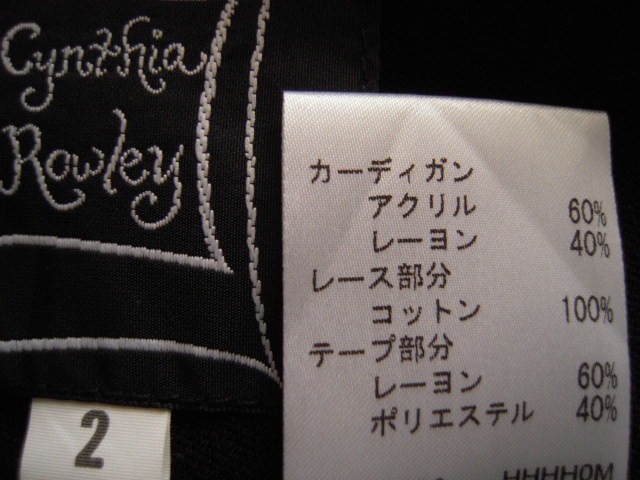 Cynthia
Rowley
カーディガン
アクリル 60%
レーヨン 40%
レース部分
コットン 100%
テープ部分
レーヨン 60%
ポリエステル 40%
2